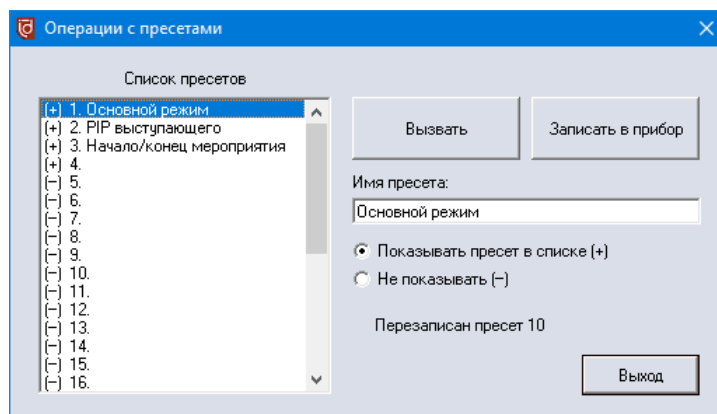 Операции с пресетами
Список пресетов
(+) 1. Основной режим
(+) 2. PIP выступающего
(+) 3. Начало/конец мероприятия
(+) 4.
(−) 5.
(−) 6.
(−) 7.
(−) 8.
(−) 9.
(−) 10.
(−) 11.
(−) 12.
(−) 13.
(−) 14.
(−) 15.
(−) 16.
Вызвать
Записать в прибор
Имя пресета:
Основной режим
Показывать пресет в списке (+)
Не показывать (−)
Перезаписан пресет 10
Выход